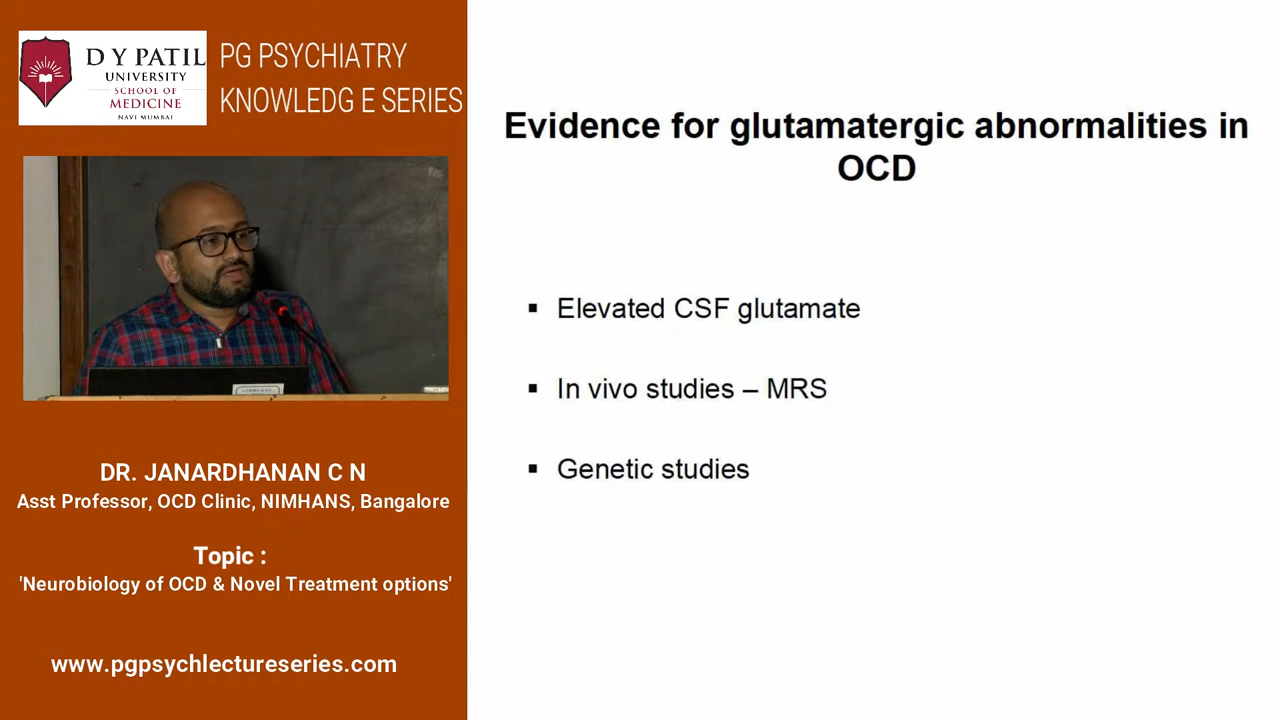 D Y PATIL
UNIVERSITY
SCHOOL OF
MEDICINE
NAVI MUMBAI
PG PSYCHIATRY
KNOWLEDG E SERIES
DR. JANARDHANAN C N
Asst Professor, OCD Clinic, NIMHANS, Bangalore
Topic :
'Neurobiology of OCD & Novel Treatment options'
www.pgpsychlectureseries.com
Evidence for glutamatergic abnormalities in
OCD
▪ Elevated CSF glutamate
▪ In vivo studies – MRS
▪ Genetic studies